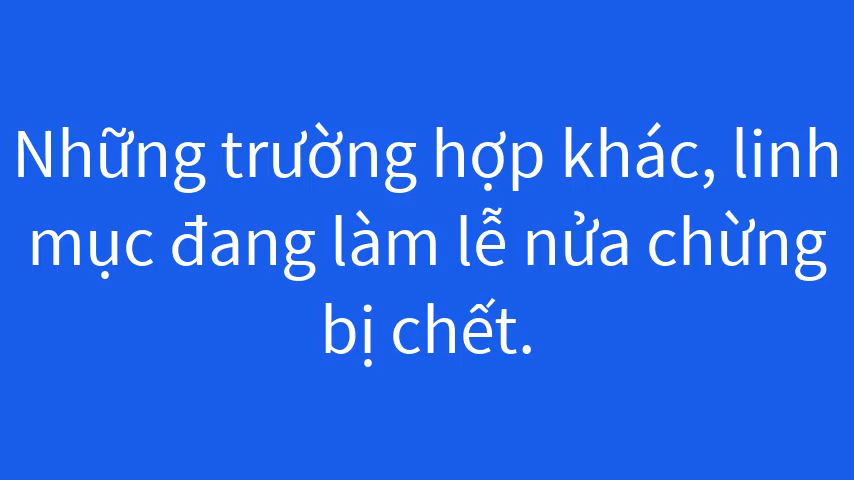 Những trường hợp khác, linh
mục đang làm lễ nửa chừng
bị chết.